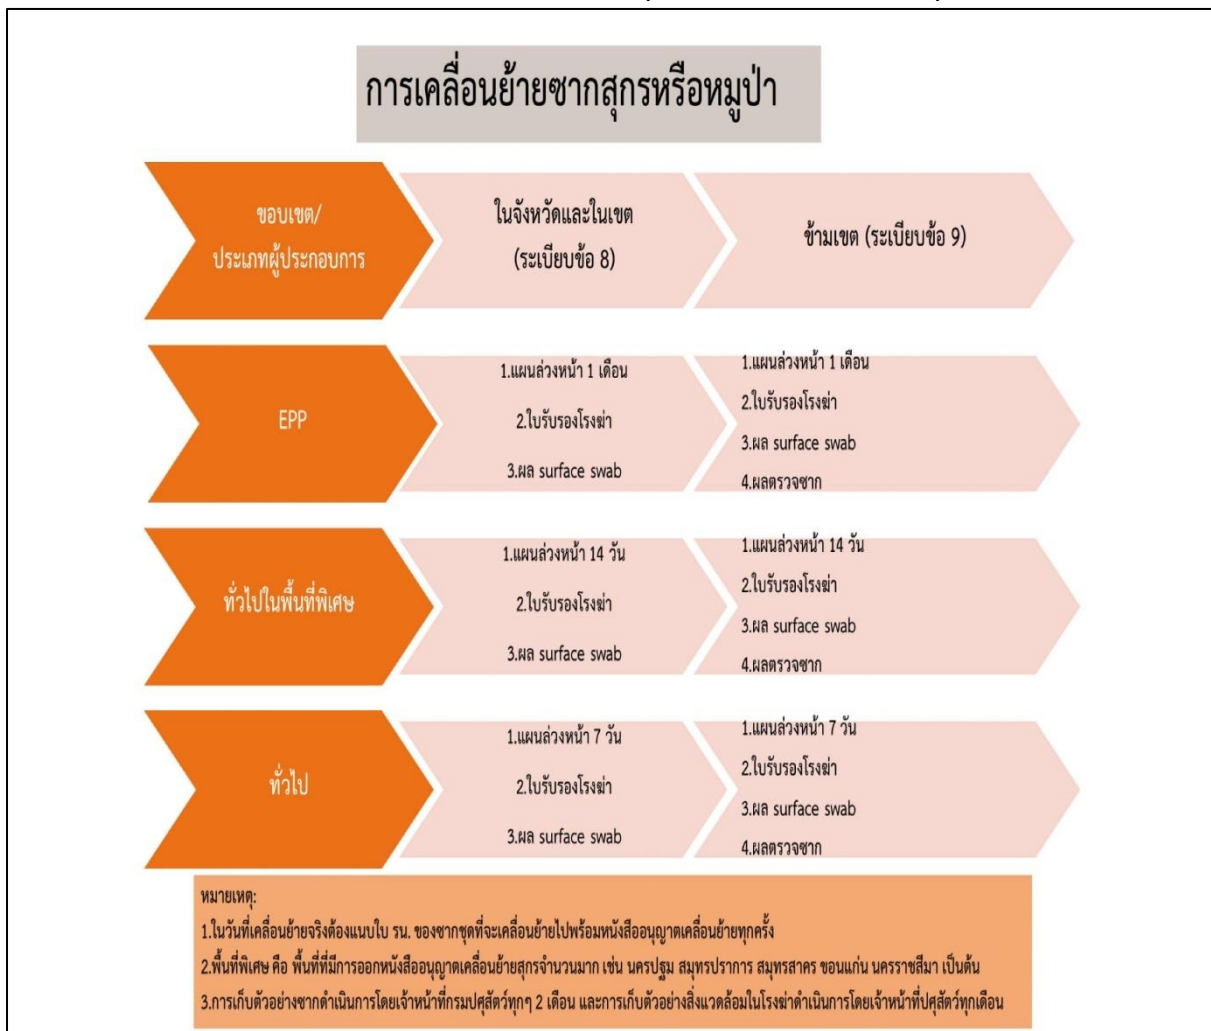 การเคลื่อนย้ายซากสุกรหรือหมูป่า
ขอบเขต/
ประเภทผู้ประกอบการ
ในจังหวัดและในเขต
(ระเบียบข้อ 8)
ข้ามเขต (ระเบียบข้อ 9)
EPP
1.แผนล่วงหน้า 1 เดือน
2.ใบรับรองโรงฆ่า
3.ผล surface swab
1.แผนล่วงหน้า 1 เดือน
2.ใบรับรองโรงฆ่า
3.ผล surface swab
4.ผลตรวจซาก
ทั่วไปในพื้นที่พิเศษ
1.แผนล่วงหน้า 14 วัน
2.ใบรับรองโรงฆ่า
3.ผล surface swab
1.แผนล่วงหน้า 14 วัน
2.ใบรับรองโรงฆ่า
3.ผล surface swab
4.ผลตรวจซาก
ทั่วไป
1.แผนล่วงหน้า 7 วัน
2.ใบรับรองโรงฆ่า
3.ผล surface swab
1.แผนล่วงหน้า 7 วัน
2.ใบรับรองโรงฆ่า
3.ผล surface swab
4.ผลตรวจซาก
หมายเหตุ:
1.ในวันที่เคลื่อนย้ายจริงต้องแนบใบ รน. ของซากชุดที่จะเคลื่อนย้ายไปพร้อมหนังสืออนุญาตเคลื่อนย้ายทุกครั้ง
2.พื้นที่พิเศษ คือ พื้นที่ที่มีการออกหนังสืออนุญาตเคลื่อนย้ายสุกรจำนวนมาก เช่น นครปฐม สมุทรปราการ สมุทรสาคร ขอนแก่น นครราชสีมา เป็นต้น
3.การเก็บตัวอย่างซากดำเนินการโดยเจ้าหน้าที่กรมปศุสัตว์ทุกๆ 2 เดือน และการเก็บตัวอย่างสิ่งแวดล้อมในโรงฆ่าดำเนินการโดยเจ้าหน้าที่ปศุสัตว์ทุกเดือน